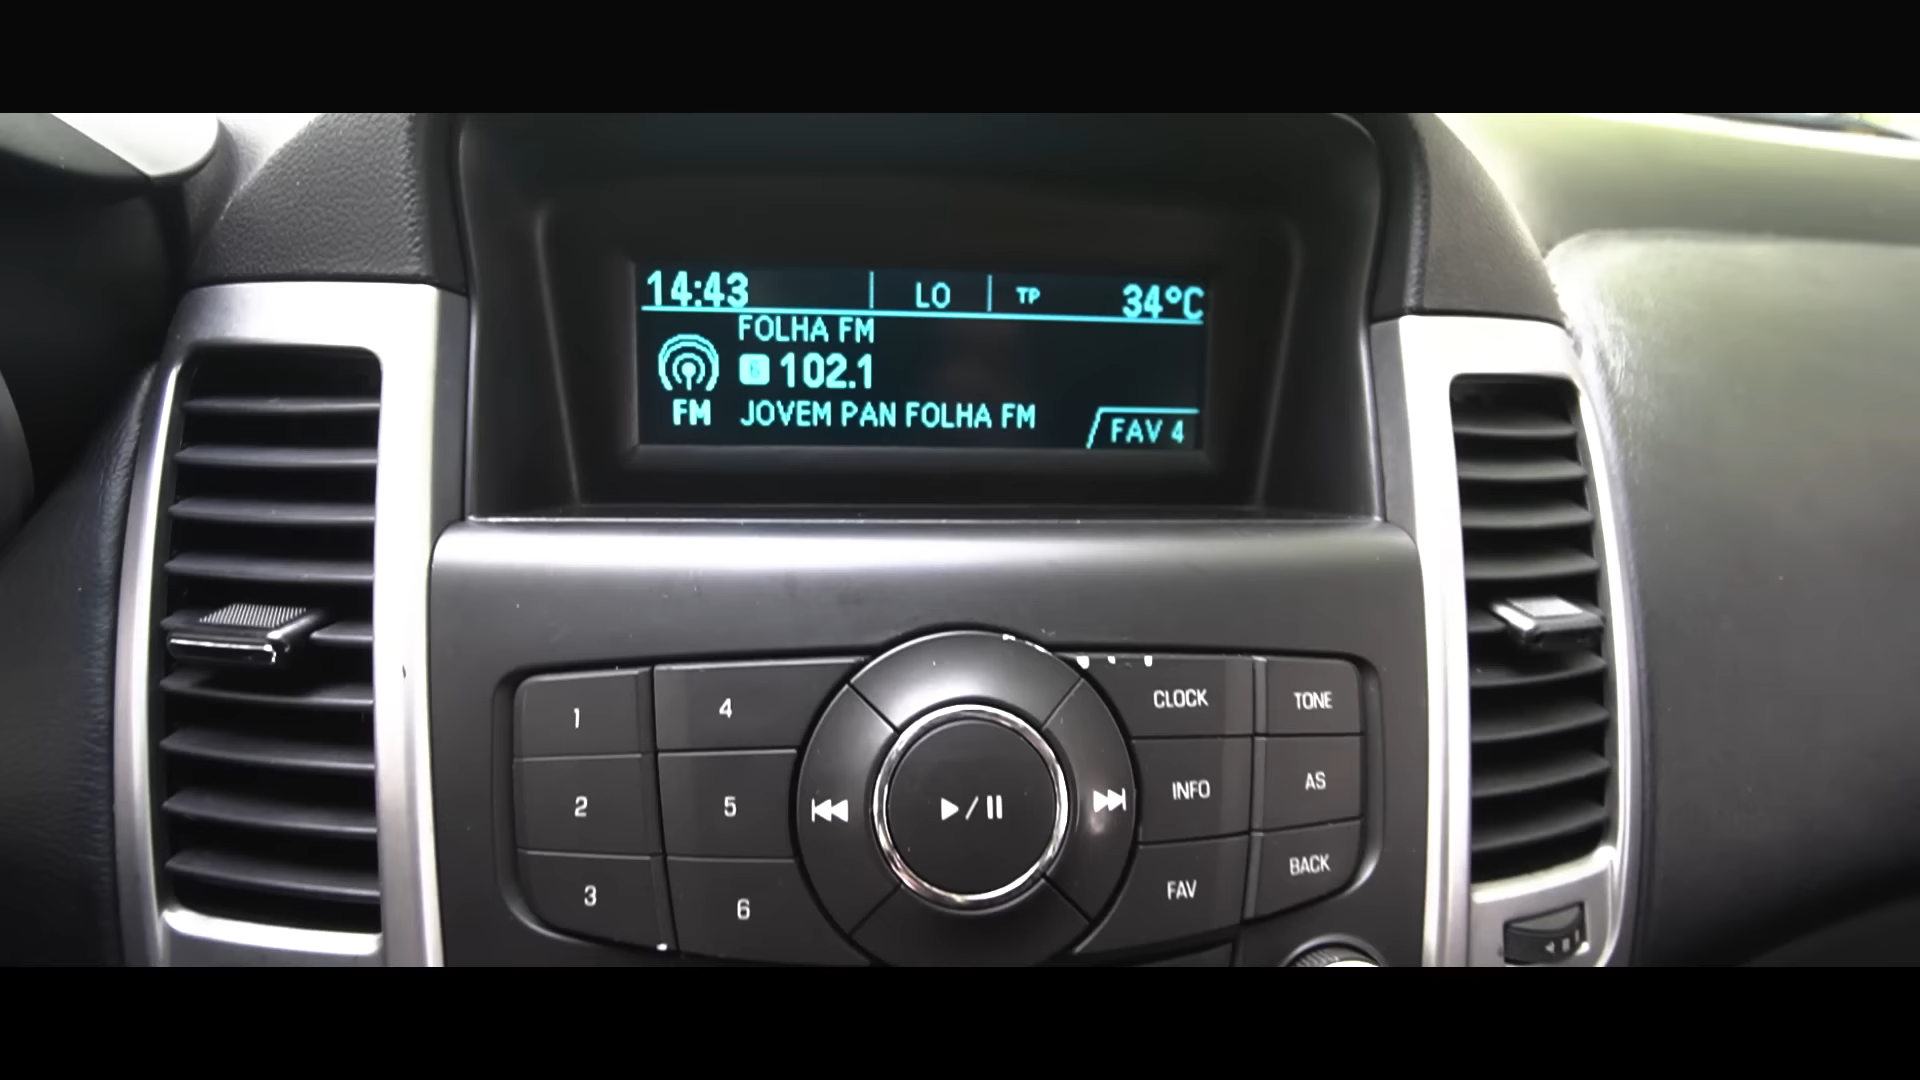 14:43 LO TP 34°C
FOLHA FM
102.1
FM JOVEM PAN FOLHA FM
FAV 4
1 4 CLOCK TONE
2 5 INFO AS
3 6 FAV BACK